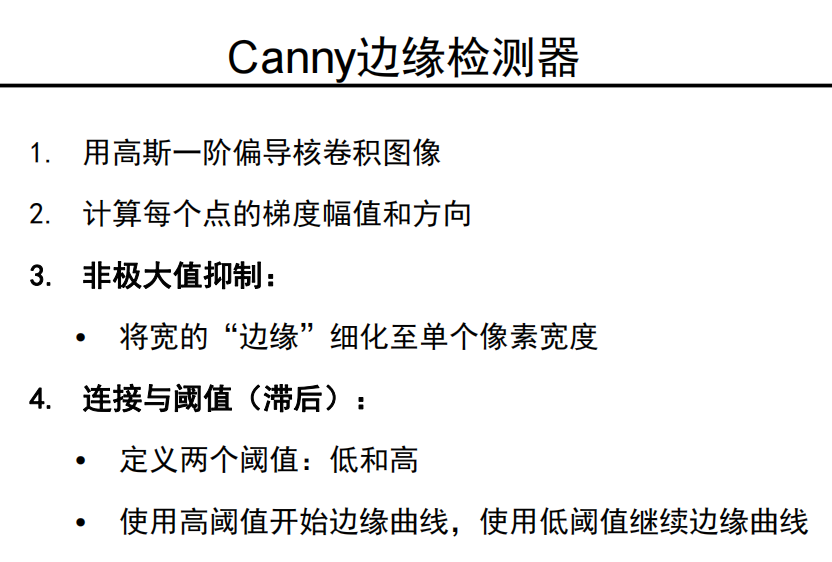 Canny边缘检测器
1. 用高斯一阶偏导核卷积图像
2. 计算每个点的梯度幅值和方向
3. 非极大值抑制：
• 将宽的“边缘”细化至单个像素宽度
4. 连接与阈值（滞后）：
• 定义两个阈值：低和高
• 使用高阈值开始边缘曲线，使用低阈值继续边缘曲线